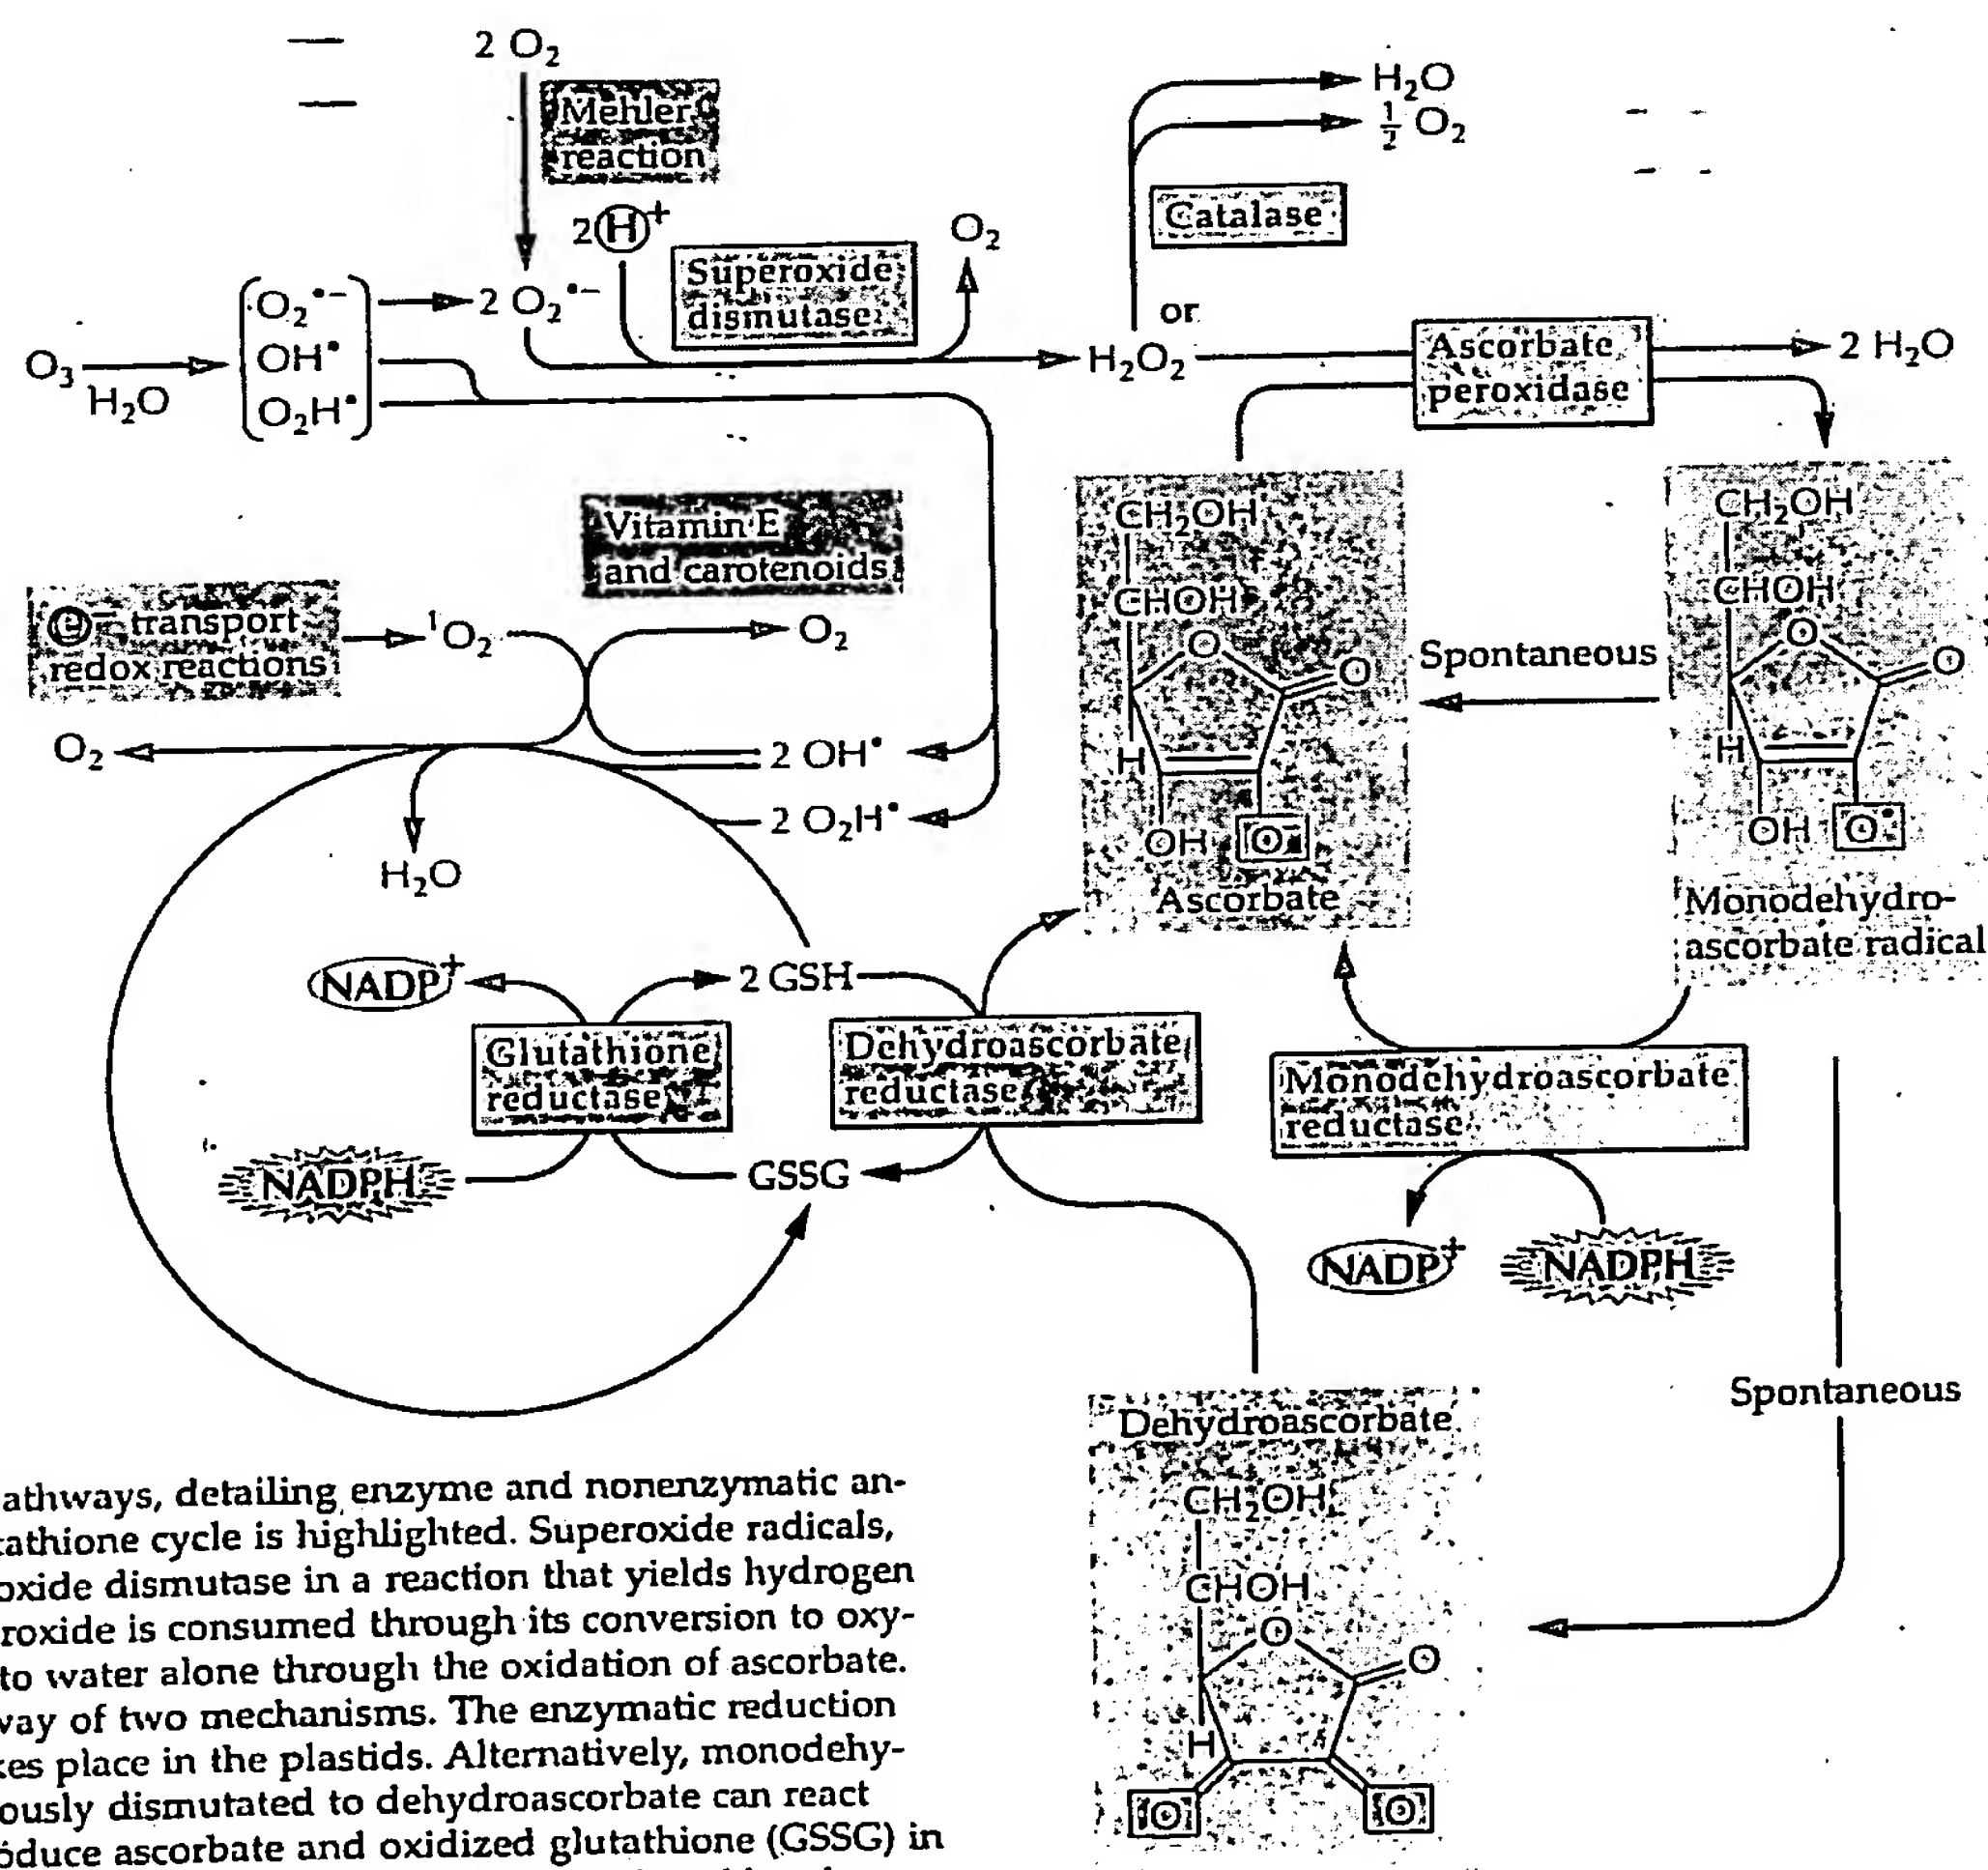 2 O₂
Mehler
reaction
H₂O
½ O₂
Catalase
2 H⁺
Superoxide
dismutase
O₂
or
O₃
H₂O
O₂•⁻
OH•
O₂H•
2 O₂•⁻
H₂O₂
Ascorbate
peroxidase
2 H₂O
Vitamin E
and carotenoids
e⁻ transport
redox reactions
¹O₂
O₂
O₂
2 OH•
2 O₂H•
H₂O
CH₂OH
CHOH
O
O
H
OH O⁻
Ascorbate
Spontaneous
CH₂OH
CHOH
O
O
H
OH O•
Monodehydro-
ascorbate radical
NADP⁺
2 GSH
Glutathione
reductase
Dehydroascorbate
reductase
Monodehydroascorbate
reductase
NADPH
GSSG
NADP⁺
NADPH
Spontaneous
Dehydroascorbate
CH₂OH
CHOH
O
O
H
O O
athways, detailing enzyme and nonenzymatic an-
tathione cycle is highlighted. Superoxide radicals,
oxide dismutase in a reaction that yields hydrogen
roxide is consumed through its conversion to oxy-
to water alone through the oxidation of ascorbate.
way of two mechanisms. The enzymatic reduction
kes place in the plastids. Alternatively, monodehy-
ously dismutated to dehydroascorbate can react
oduce ascorbate and oxidized glutathione (GSSG) in